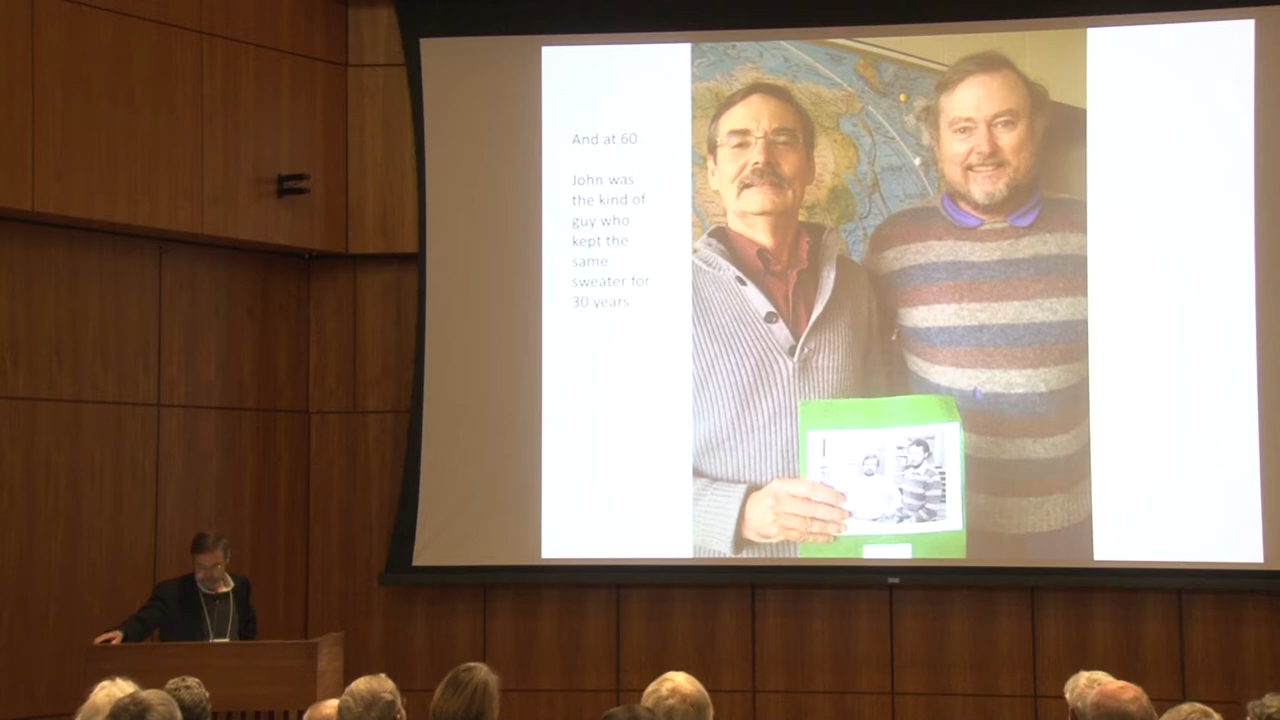 And at 60.
John was
the kind of
guy who
kept the
same
sweater for
30 years